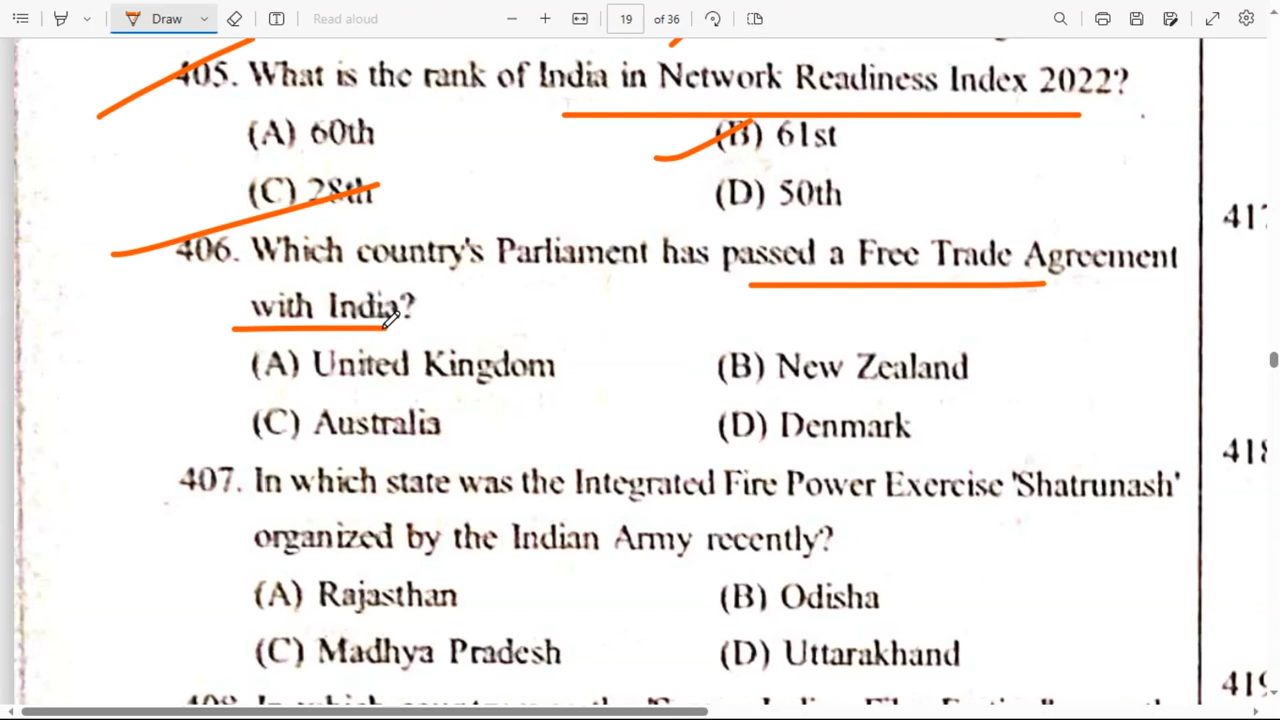 Draw
Read aloud
19 of 36
405. What is the rank of India in Network Readiness Index 2022?
(A) 60th (B) 61st
(C) 28th (D) 50th
406. Which country's Parliament has passed a Free Trade Agreement
with India?
(A) United Kingdom (B) New Zealand
(C) Australia (D) Denmark
407. In which state was the Integrated Fire Power Exercise 'Shatrunash'
organized by the Indian Army recently?
(A) Rajasthan (B) Odisha
(C) Madhya Pradesh (D) Uttarakhand
417
418
419